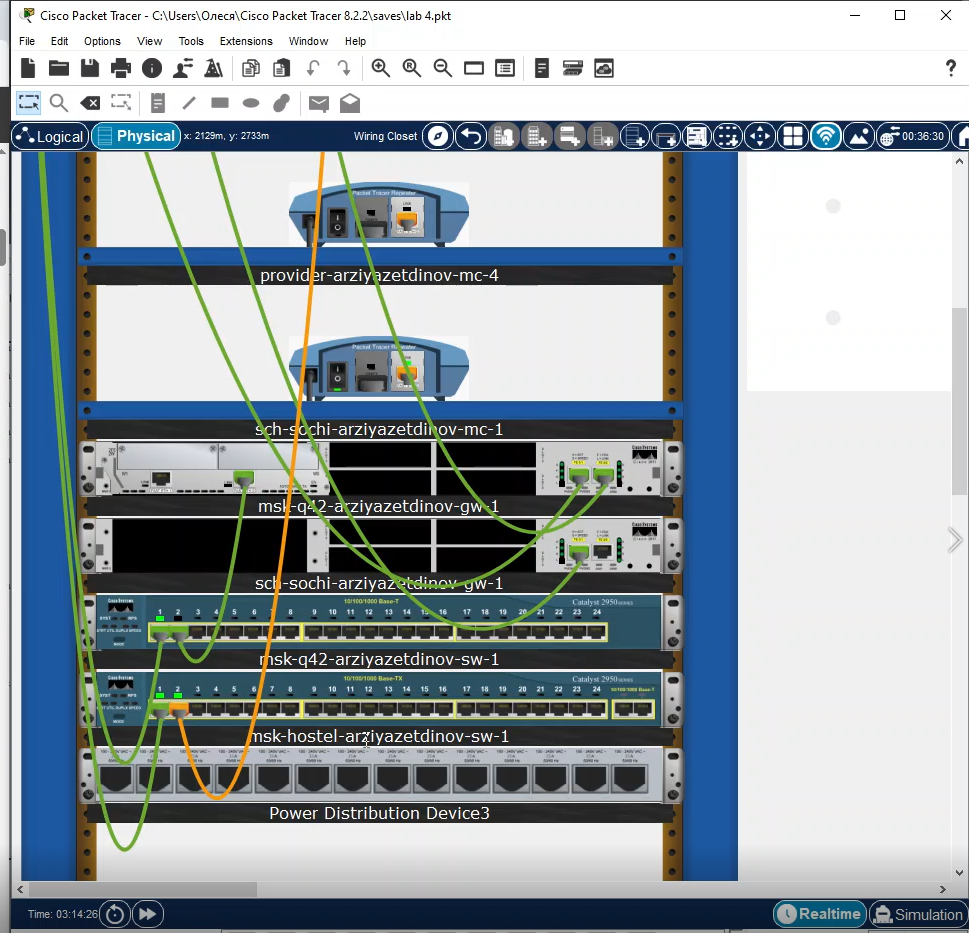 Cisco Packet Tracer - C:\Users\Олеся\Cisco Packet Tracer 8.2.2\saves\lab 4.pkt
File Edit Options View Tools Extensions Window Help
Logical Physical x: 2129m, y: 2733m Wiring Closet 00:36:30
Packet Tracer Repeater
provider-arziyazetdinov-mc-4
Packet Tracer Repeater
sch-sochi-arziyazetdinov-mc-1
msk-q42-arziyazetdinov-gw-1
sch-sochi-arziyazetdinov-gw-1
10/100/1000 Base-T Catalyst 2950 SERIES
1 2 3 4 5 6 7 8 9 10 11 12 13 14 15 16 17 18 19 20 21 22 23 24
msk-q42-arziyazetdinov-sw-1
10/100/1000 Base-TX Catalyst 2950 SERIES
1 2 3 4 5 6 7 8 9 10 11 12 13 14 15 16 17 18 19 20 21 22 23 24 10/100/1000 Base-T
msk-hostel-arziyazetdinov-sw-1
Power Distribution Device3
Time: 03:14:26 Realtime Simulation